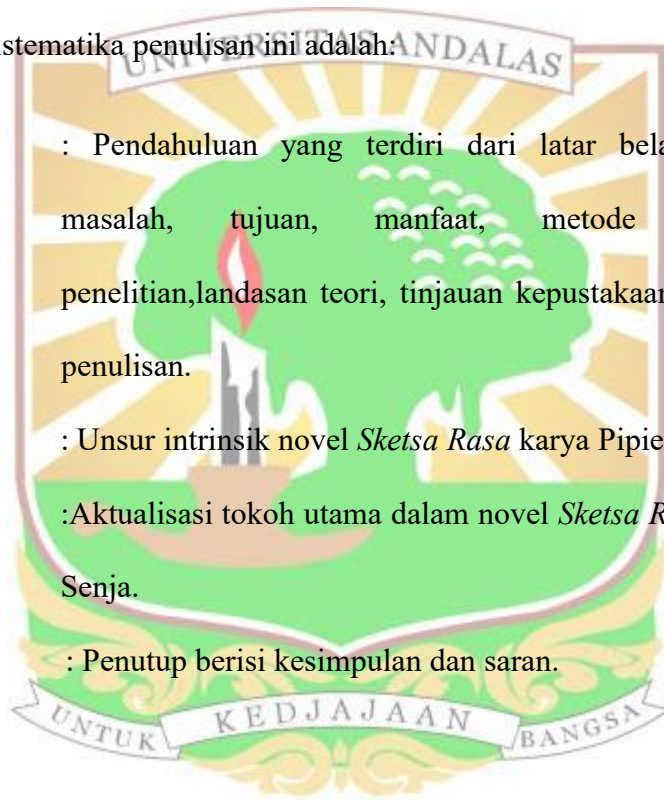 istematika penulisan ini adalah:
UNIVERSITAS ANDALAS
: Pendahuluan yang terdiri dari latar bela
masalah, tujuan, manfaat, metode
penelitian,landasan teori, tinjauan kepustakaan
penulisan.
: Unsur intrinsik novel Sketsa Rasa karya Pipie
:Aktualisasi tokoh utama dalam novel Sketsa R
Senja.
: Penutup berisi kesimpulan dan saran.
UNTUK KEDJAJAAN BANGSA